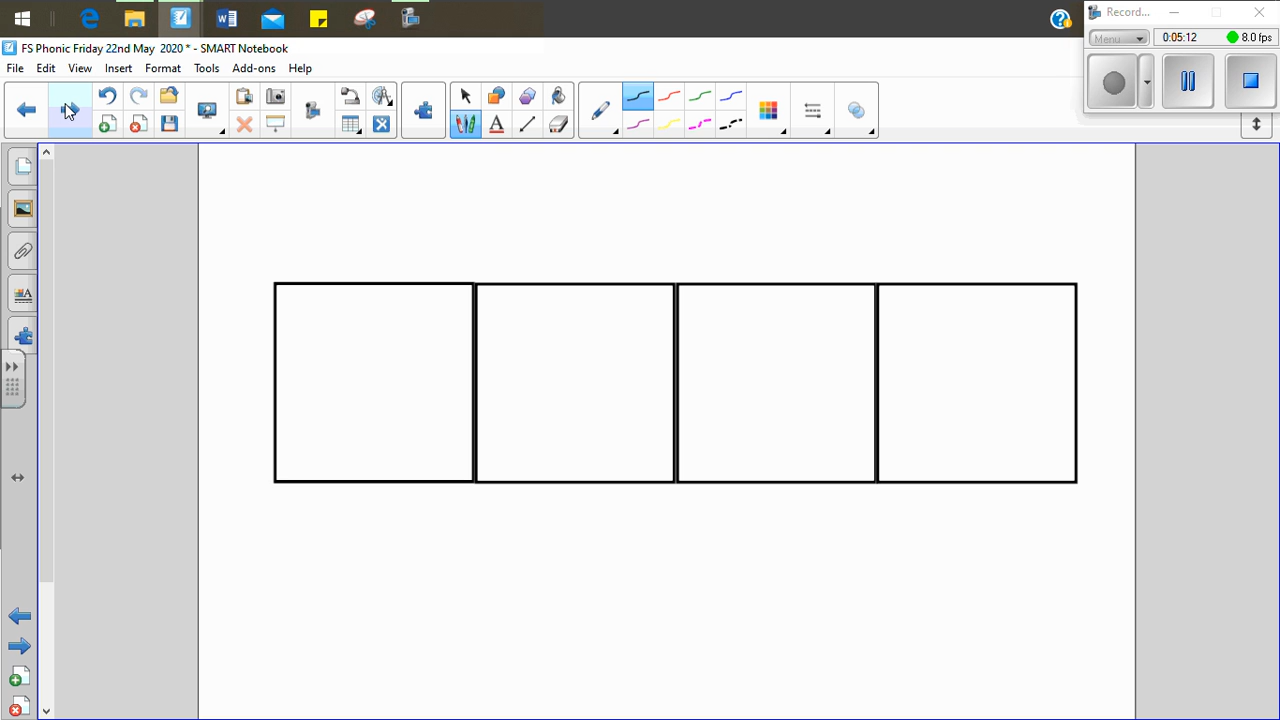 Record...
Menu
0:05:12
8.0 fps
FS Phonic Friday 22nd May 2020 * - SMART Notebook
File Edit View Insert Format Tools Add-ons Help